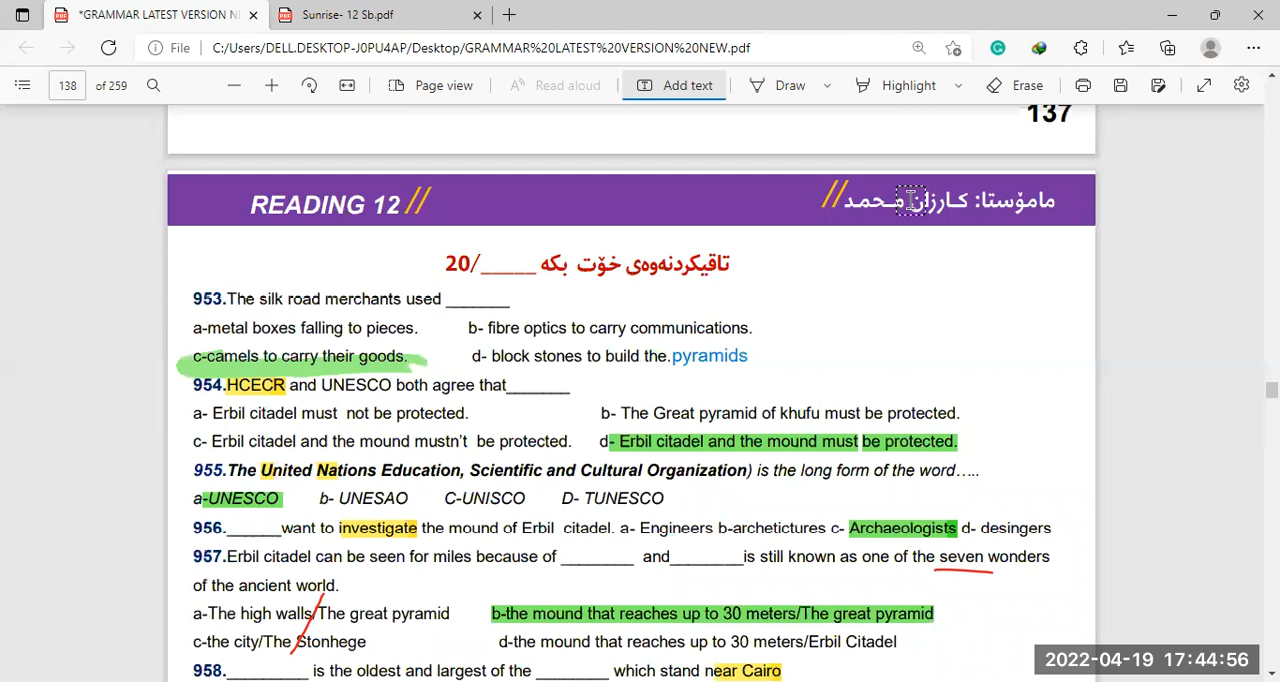 *GRAMMAR LATEST VERSION N
Sunrise- 12 Sb.pdf
File C:/Users/DELL.DESKTOP-J0PU4AP/Desktop/GRAMMAR%20LATEST%20VERSION%20NEW.pdf
138 of 259 Page view Read aloud Add text Draw Highlight Erase
137
READING 12 // // مامۆستا: کارزان محمد
تاقیکردنەوەی خۆت بکە _____/20
953.The silk road merchants used _______
a-metal boxes falling to pieces. b- fibre optics to carry communications.
c-camels to carry their goods. d- block stones to build the.pyramids
954.HCECR and UNESCO both agree that_______
a- Erbil citadel must not be protected. b- The Great pyramid of khufu must be protected.
c- Erbil citadel and the mound mustn't be protected. d- Erbil citadel and the mound must be protected.
955.The United Nations Education, Scientific and Cultural Organization) is the long form of the word…..
a-UNESCO b- UNESAO C-UNISCO D- TUNESCO
956.______want to investigate the mound of Erbil citadel. a- Engineers b-archetictures c- Archaeologists d- desingers
957.Erbil citadel can be seen for miles because of ________ and________is still known as one of the seven wonders
of the ancient world.
a-The high walls/The great pyramid b-the mound that reaches up to 30 meters/The great pyramid
c-the city/The Stonhege d-the mound that reaches up to 30 meters/Erbil Citadel
958._________ is the oldest and largest of the ________ which stand near Cairo
2022-04-19 17:44:56